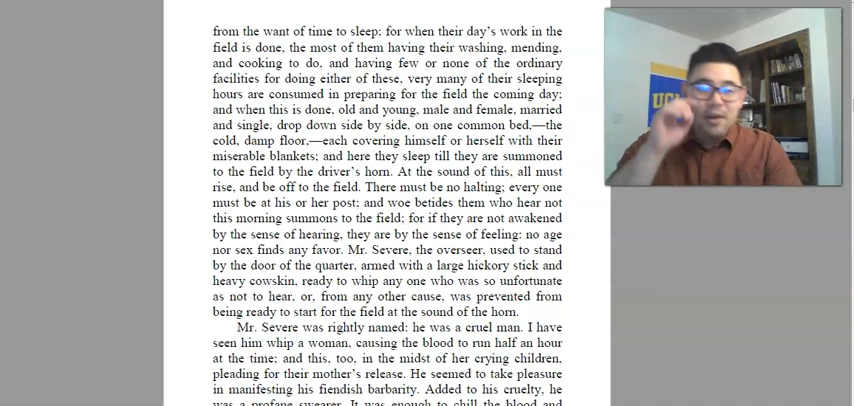 from the want of time to sleep; for when their day's work in the
field is done, the most of them having their washing, mending,
and cooking to do, and having few or none of the ordinary
facilities for doing either of these, very many of their sleeping
hours are consumed in preparing for the field the coming day;
and when this is done, old and young, male and female, married
and single, drop down side by side, on one common bed,—the
cold, damp floor,—each covering himself or herself with their
miserable blankets; and here they sleep till they are summoned
to the field by the driver's horn. At the sound of this, all must
rise, and be off to the field. There must be no halting; every one
must be at his or her post; and woe betides them who hear not
this morning summons to the field; for if they are not awakened
by the sense of hearing, they are by the sense of feeling: no age
nor sex finds any favor. Mr. Severe, the overseer, used to stand
by the door of the quarter, armed with a large hickory stick and
heavy cowskin, ready to whip any one who was so unfortunate
as not to hear, or, from any other cause, was prevented from
being ready to start for the field at the sound of the horn.
Mr. Severe was rightly named: he was a cruel man. I have
seen him whip a woman, causing the blood to run half an hour
at the time; and this, too, in the midst of her crying children,
pleading for their mother's release. He seemed to take pleasure
in manifesting his fiendish barbarity. Added to his cruelty, he
was a profane swearer. It was enough to chill the blood and